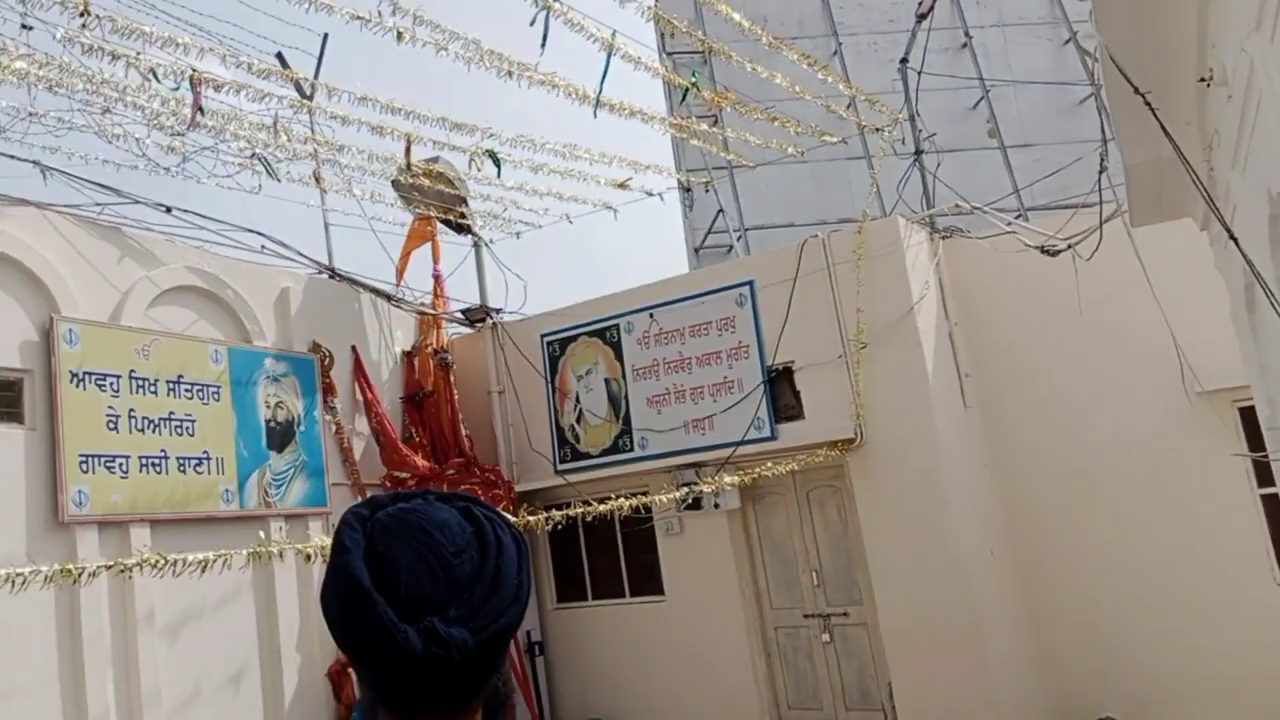 ੴ
ਆਵਹੁ ਸਿਖ ਸਤਿਗੁਰ
ਕੇ ਪਿਆਰਿਹੋ
ਗਾਵਹੁ ਸਚੀ ਬਾਣੀ॥
ੴ ਸਤਿਨਾਮੁ ਕਰਤਾ ਪੁਰਖੁ
ਨਿਰਭਉ ਨਿਰਵੈਰੁ ਅਕਾਲ ਮੂਰਤਿ
ਅਜੂਨੀ ਸੈਭੰ ਗੁਰ ਪ੍ਰਸਾਦਿ॥
॥ਜਪੁ॥